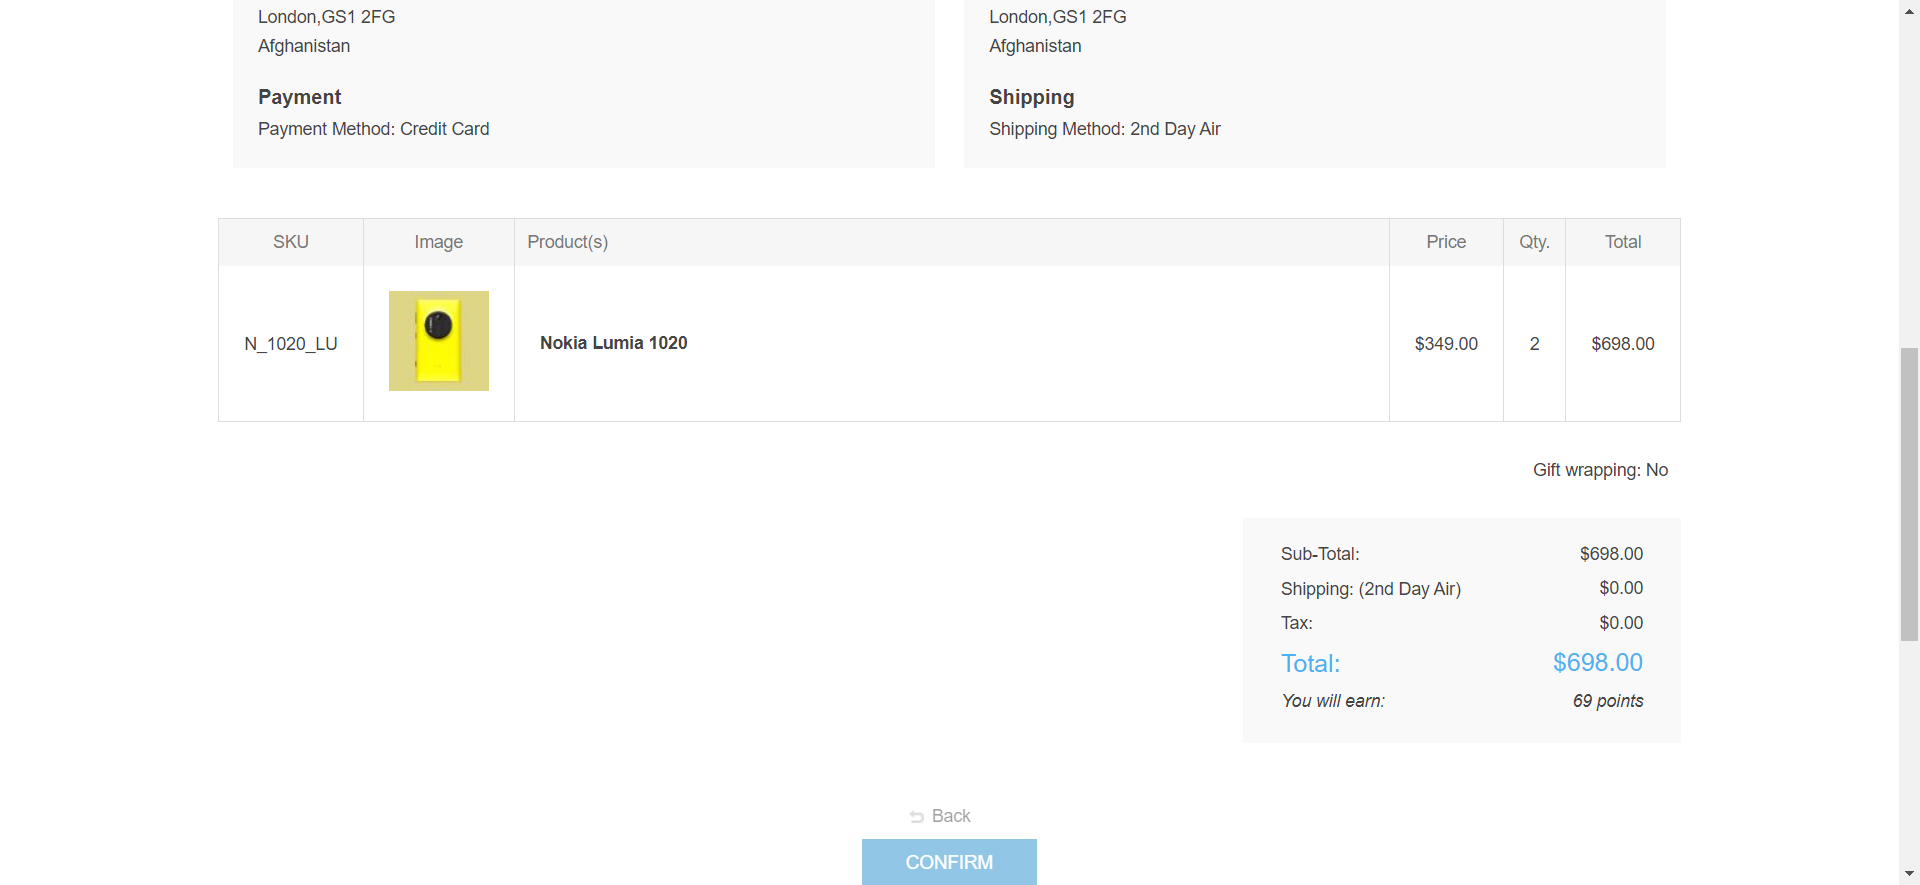 London,GS1 2FG
Afghanistan
Payment
Payment Method: Credit Card
London,GS1 2FG
Afghanistan
Shipping
Shipping Method: 2nd Day Air
SKU Image Product(s) Price Qty. Total
N_1020_LU Nokia Lumia 1020 $349.00 2 $698.00
Gift wrapping: No
Sub-Total: $698.00
Shipping: (2nd Day Air) $0.00
Tax: $0.00
Total: $698.00
You will earn: 69 points
Back
CONFIRM